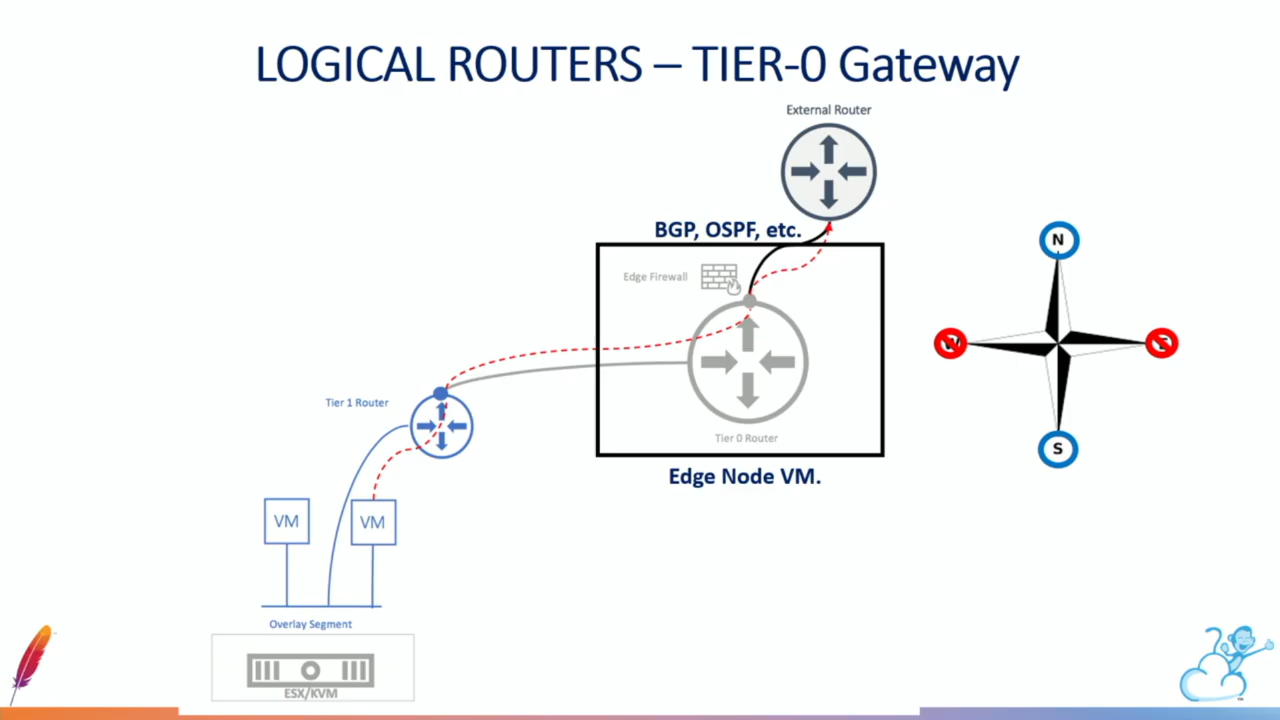 LOGICAL ROUTERS – TIER-0 Gateway
External Router
BGP, OSPF, etc.
Edge Firewall
Tier 0 Router
Edge Node VM.
Tier 1 Router
VM
VM
Overlay Segment
ESX/KVM
N
W
E
S